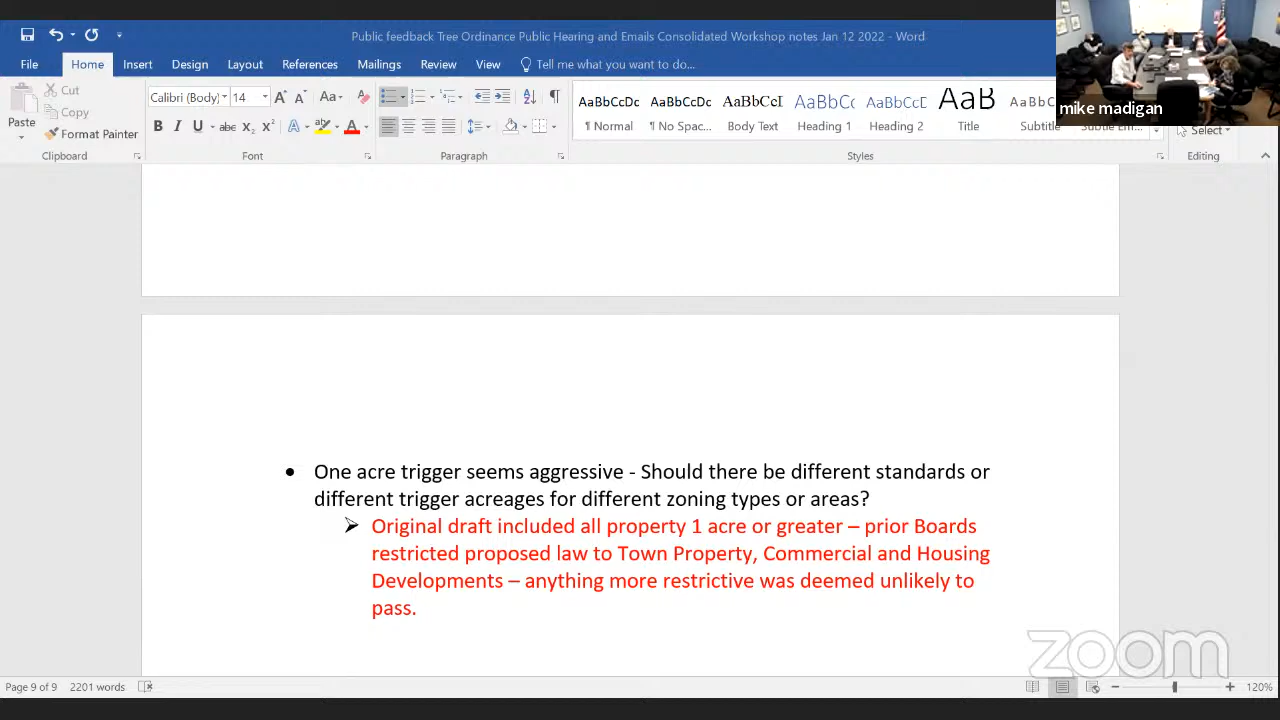 Public feedback Tree Ordinance Public Hearing and Emails Consolidated Workshop notes Jan 12 2022 - Word
File Home Insert Design Layout References Mailings Review View Tell me what you want to do...
mike madigan
Cut
Copy
Format Painter
Paste
Calibri (Body) 14
Aa
B I U abc X₂ X² A A
AaBbCcDc AaBbCcDc AaBbCcI AaBbCc AaBbCcD AaB
¶ Normal ¶ No Spac... Body Text Heading 1 Heading 2 Title Subtitle Subtle Em...
Select
Clipboard Font Paragraph Styles Editing
• One acre trigger seems aggressive - Should there be different standards or
different trigger acreages for different zoning types or areas?
➢ Original draft included all property 1 acre or greater – prior Boards
restricted proposed law to Town Property, Commercial and Housing
Developments – anything more restrictive was deemed unlikely to
pass.
zoom
Page 9 of 9 2201 words
120%